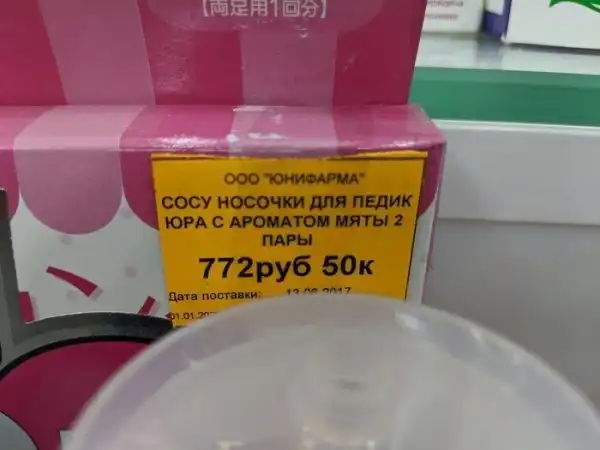 【両足用1回分】
ООО "ЮНИФАРМА"
СОСУ НОСОЧКИ ДЛЯ ПЕДИК
ЮРА С АРОМАТОМ МЯТЫ 2
ПАРЫ
772руб 50к
Дата поставки: 13.06.2017